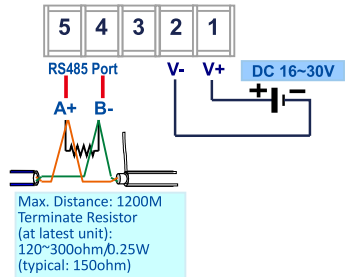 5 4 3 2 1
RS485 Port
V- V+
DC 16~30V
+ −
A+ B-
Max. Distance: 1200M
Terminate Resistor
(at latest unit):
120~300ohm/0.25W
(typical: 150ohm)